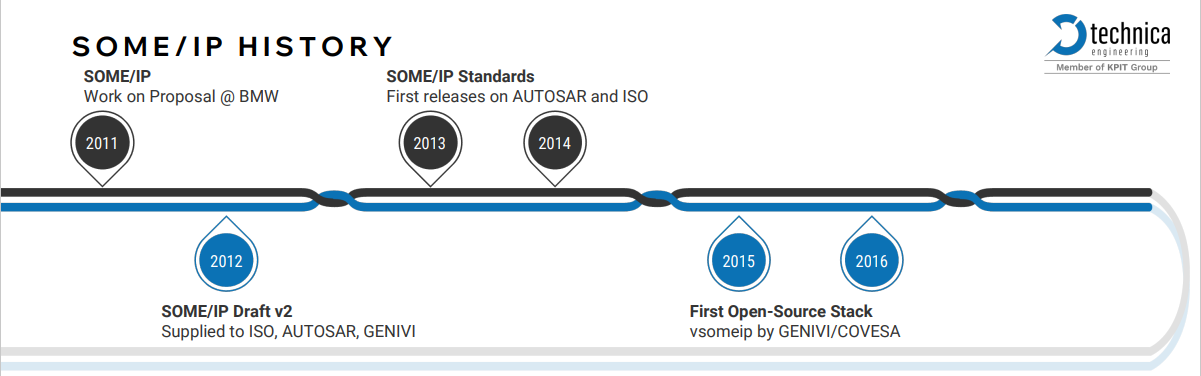 SOME/IP HISTORY
technica
engineering
Member of KPIT Group
SOME/IP
Work on Proposal @ BMW
SOME/IP Standards
First releases on AUTOSAR and ISO
2011
2013
2014
2012
2015
2016
SOME/IP Draft v2
Supplied to ISO, AUTOSAR, GENIVI
First Open-Source Stack
vsomeip by GENIVI/COVESA